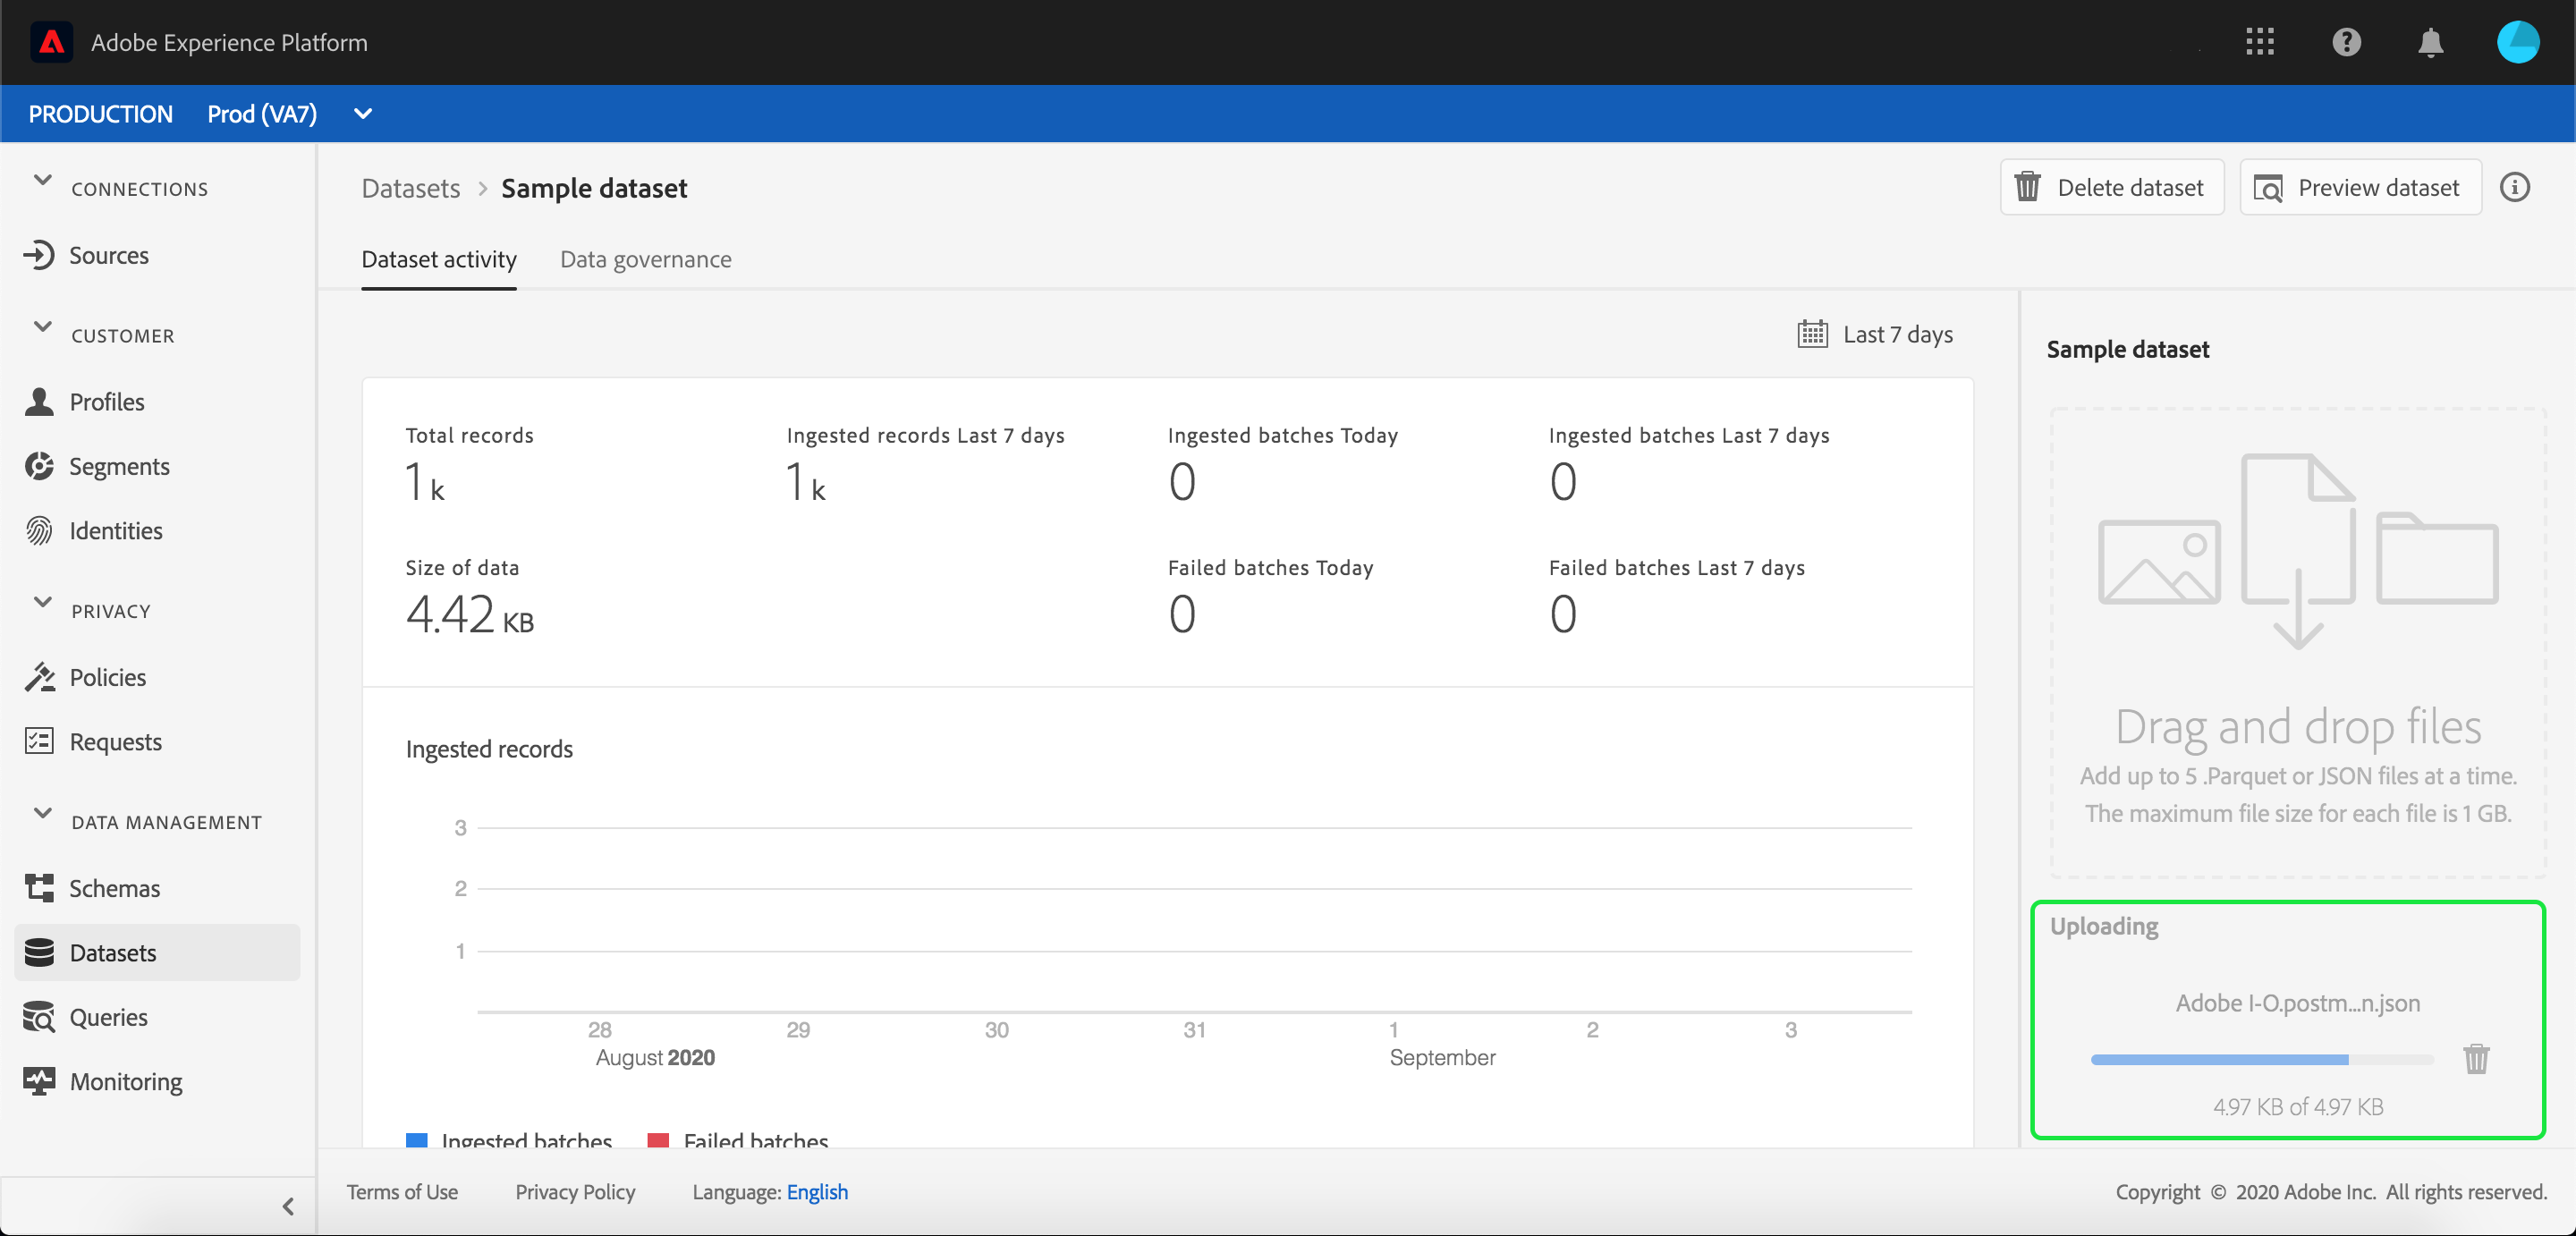 Adobe Experience Platform
PRODUCTION Prod (VA7)
CONNECTIONS
Sources
CUSTOMER
Profiles
Segments
Identities
PRIVACY
Policies
Requests
DATA MANAGEMENT
Schemas
Datasets
Queries
Monitoring
Datasets > Sample dataset
Delete dataset
Preview dataset
Dataset activity Data governance
Last 7 days
Total records
1 k
Ingested records Last 7 days
1 k
Ingested batches Today
0
Ingested batches Last 7 days
0
Size of data
4.42 KB
Failed batches Today
0
Failed batches Last 7 days
0
Ingested records
3
2
1
28 29 30 31 1 2 3
August 2020 September
Ingested batches Failed batches
Sample dataset
Drag and drop files
Add up to 5 .Parquet or JSON files at a time.
The maximum file size for each file is 1 GB.
Uploading
Adobe I-O.postm...n.json
4.97 KB of 4.97 KB
Terms of Use Privacy Policy Language: English
Copyright © 2020 Adobe Inc. All rights reserved.